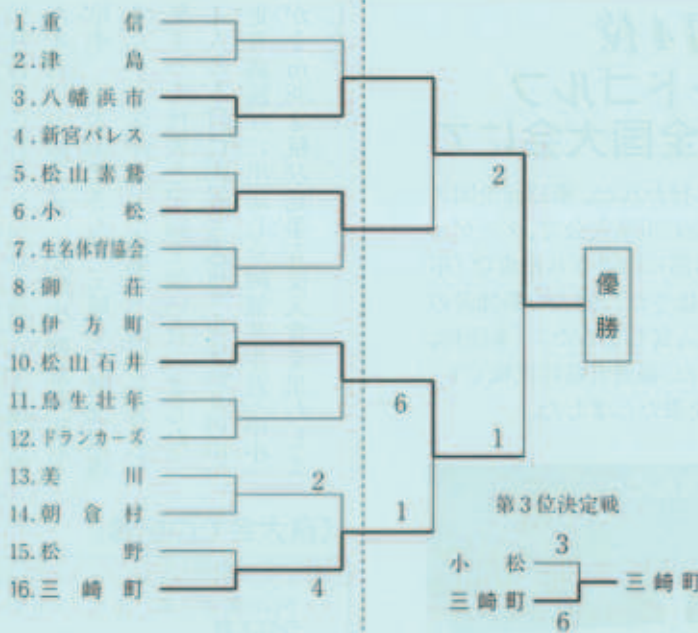 1.重信
2.津島
3.八幡浜市
4.新宮パレス
5.松山素鵞
6.小松
7.生名体育協会
8.御荘
9.伊方町
10.松山石井
11.鳥生壮年
12.ドランカーズ
13.美川
14.朝倉村
15.松野
16.三崎町
2
4
6
1
2
1
優勝
第3位決定戦
小松 3
三崎町 6
三崎町